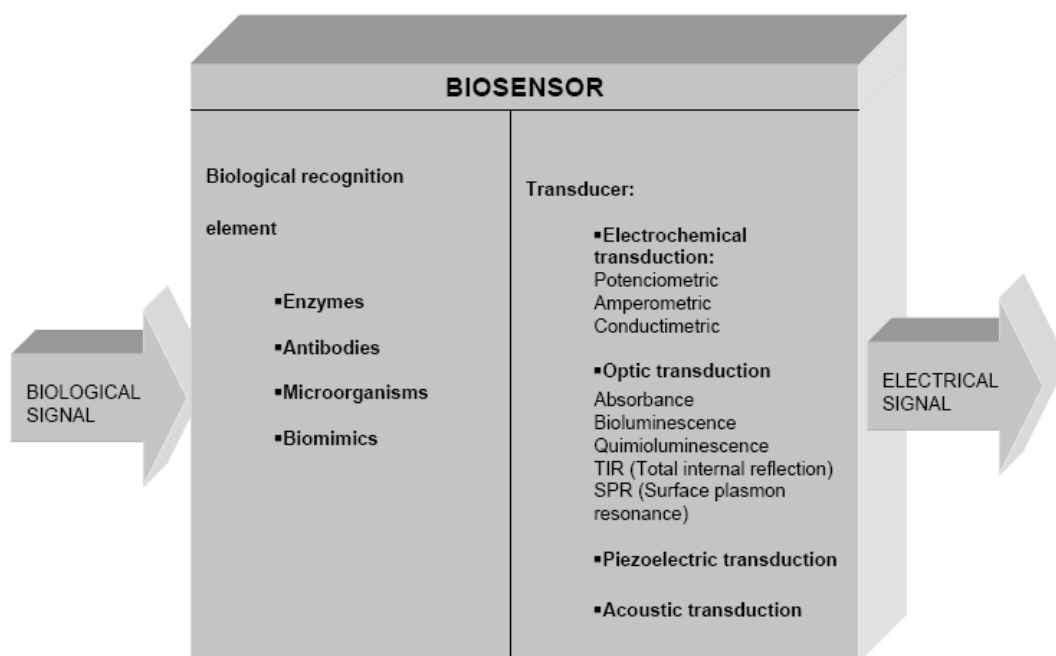 BIOSENSOR
BIOLOGICAL
SIGNAL
Biological recognition
element
▪Enzymes
▪Antibodies
▪Microorganisms
▪Biomimics
Transducer:
▪Electrochemical
transduction:
Potenciometric
Amperometric
Conductimetric
▪Optic transduction
Absorbance
Bioluminescence
Quimioluminescence
TIR (Total internal reflection)
SPR (Surface plasmon
resonance)
▪Piezoelectric transduction
▪Acoustic transduction
ELECTRICAL
SIGNAL